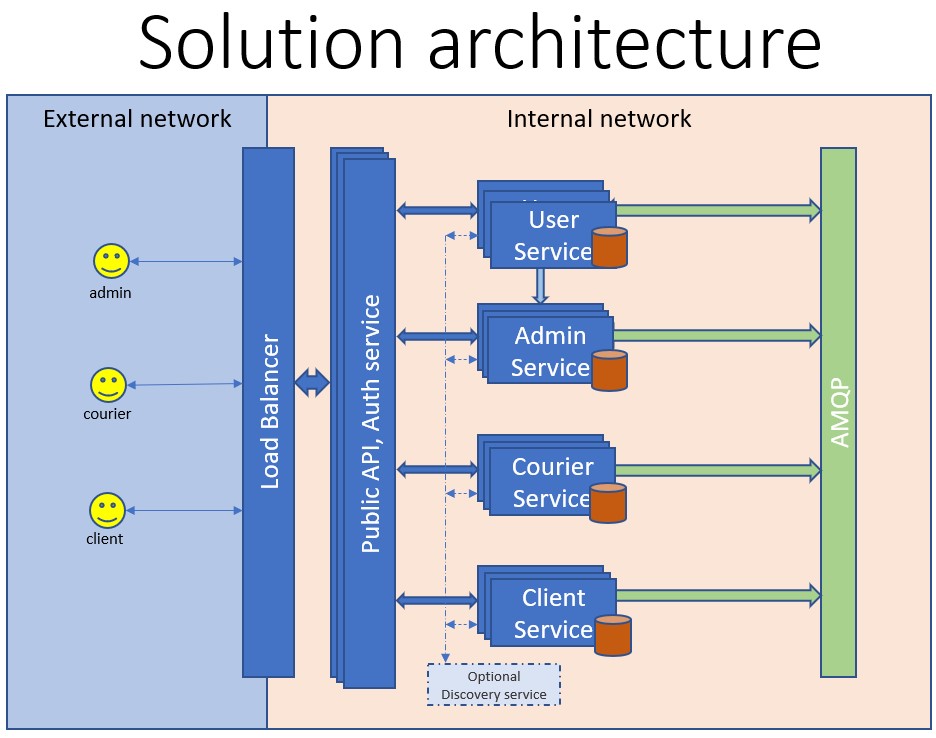 Solution architecture
External network
Internal network
admin
courier
client
Load Balancer
Public API, Auth service
User
Service
Admin
Service
Courier
Service
Client
Service
Optional
Discovery service
AMQP